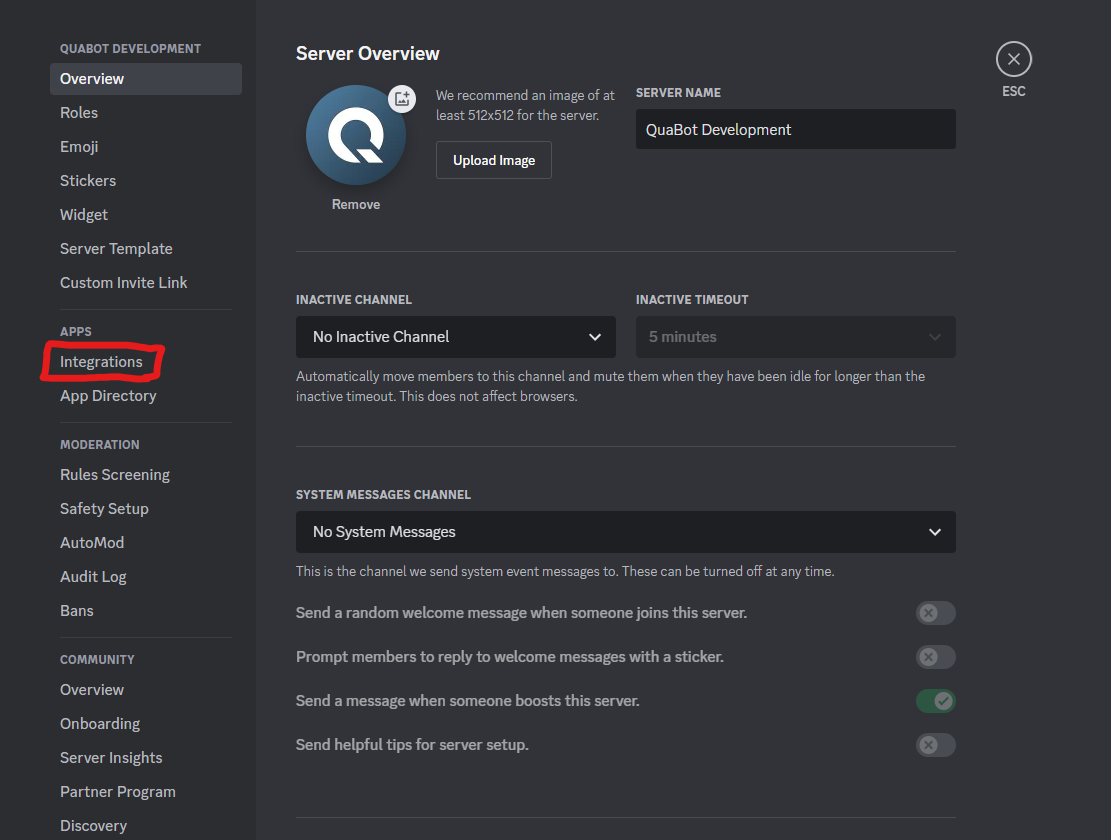 QUABOT DEVELOPMENT
Overview
Roles
Emoji
Stickers
Widget
Server Template
Custom Invite Link
APPS
Integrations
App Directory
MODERATION
Rules Screening
Safety Setup
AutoMod
Audit Log
Bans
COMMUNITY
Overview
Onboarding
Server Insights
Partner Program
Discovery
Server Overview
We recommend an image of at
least 512x512 for the server.
Upload Image
Remove
SERVER NAME
QuaBot Development
ESC
INACTIVE CHANNEL
No Inactive Channel
INACTIVE TIMEOUT
5 minutes
Automatically move members to this channel and mute them when they have been idle for longer than the
inactive timeout. This does not affect browsers.
SYSTEM MESSAGES CHANNEL
No System Messages
This is the channel we send system event messages to. These can be turned off at any time.
Send a random welcome message when someone joins this server.
Prompt members to reply to welcome messages with a sticker.
Send a message when someone boosts this server.
Send helpful tips for server setup.